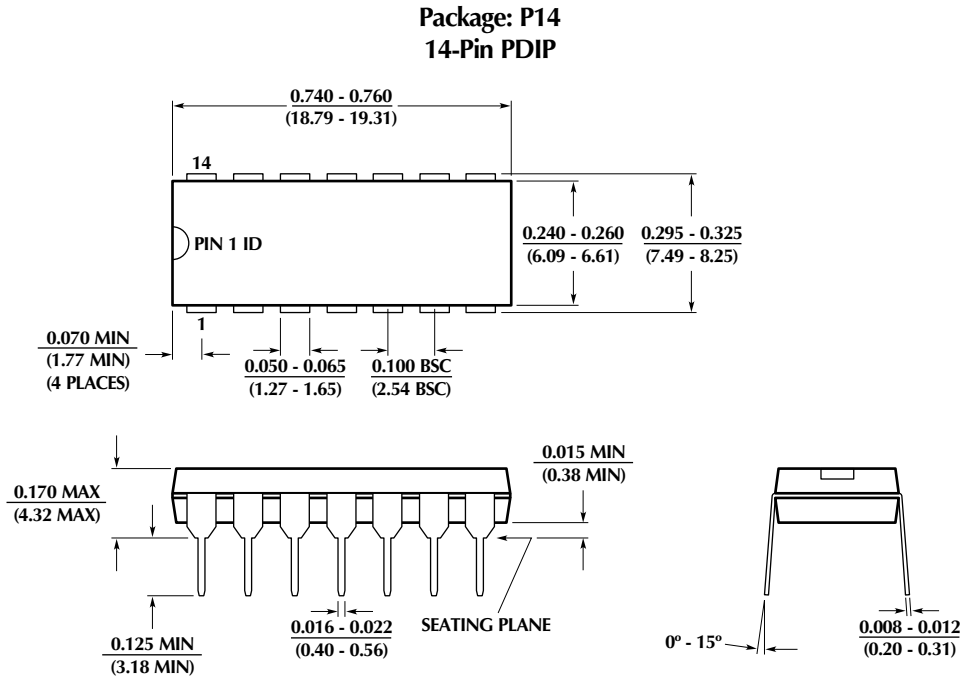 Package: P14
14-Pin PDIP
0.740 - 0.760
(18.79 - 19.31)
14
PIN 1 ID
0.240 - 0.260
(6.09 - 6.61)
0.295 - 0.325
(7.49 - 8.25)
1
0.070 MIN
(1.77 MIN)
(4 PLACES)
0.050 - 0.065
(1.27 - 1.65)
0.100 BSC
(2.54 BSC)
0.015 MIN
(0.38 MIN)
0.170 MAX
(4.32 MAX)
SEATING PLANE
0.016 - 0.022
(0.40 - 0.56)
0.125 MIN
(3.18 MIN)
0º - 15º
0.008 - 0.012
(0.20 - 0.31)